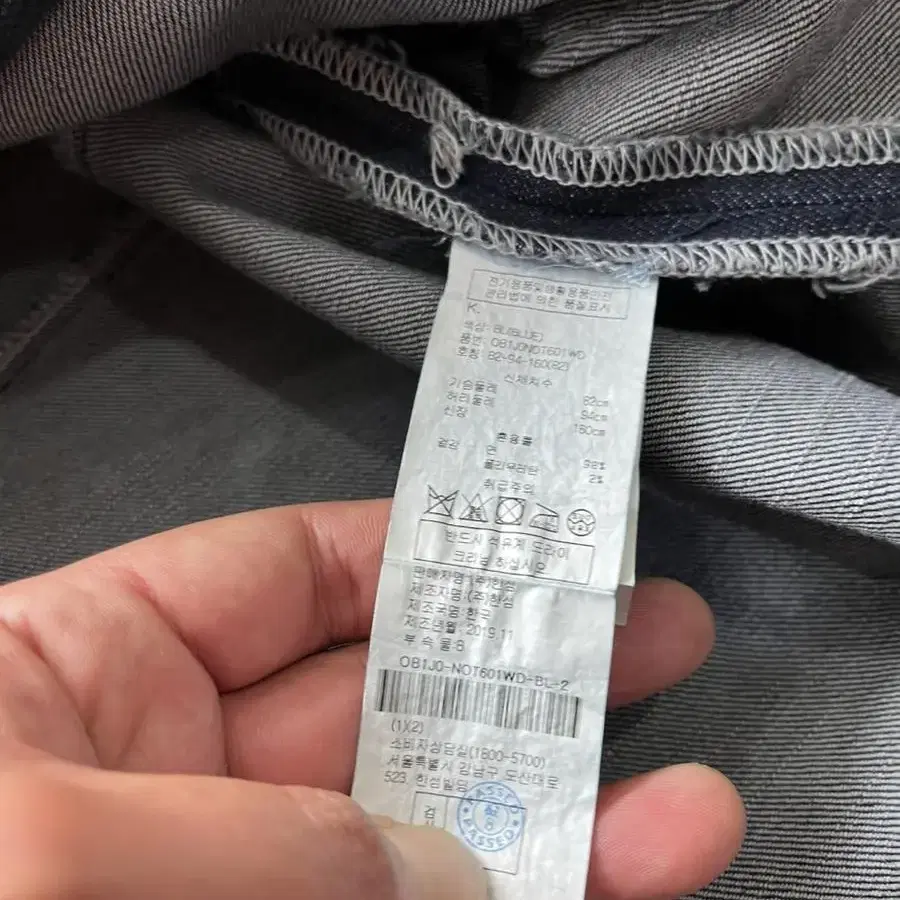 전기용품및생활용품안전
관리법에 의한 품질표시
K.
색상: BL(BLUE)
품번: OB1J0NOT601WD
호칭: 82-94-160(82)
신체치수
가슴둘레 82cm
허리둘레 94cm
신장 160cm
혼용률
겉감 면 98%
폴리우레탄 2%
취급주의
반드시 석유계 드라이
크리닝 하십시오
판매자명:(주)한섬
제조자명:(주)한섬
제조국명:한국
제조년월: 2019.11
부 속 물:8
OB1J0-NOT601WD-BL-2
(1X2)
소비자상담실(1800-5700)
서울특별시 강남구 도산대로
523, 한섬빌딩
검
PASSED
PASSED